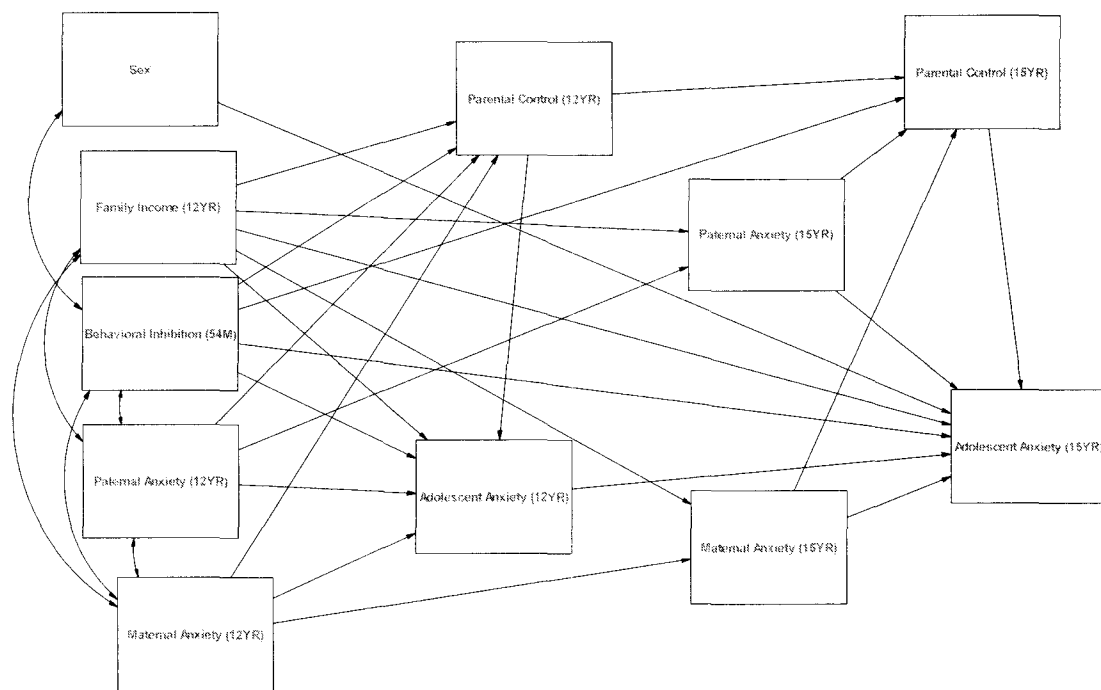 Sex
Parental Control (15YR)
Parental Control (12YR)
Family Income (12YR)
Paternal Anxiety (15YR)
Behavioral Inhibition (54M)
Adolescent Anxiety (15YR)
Paternal Anxiety (12YR)
Adolescent Anxiety (12YR)
Maternal Anxiety (15YR)
Maternal Anxiety (12YR)